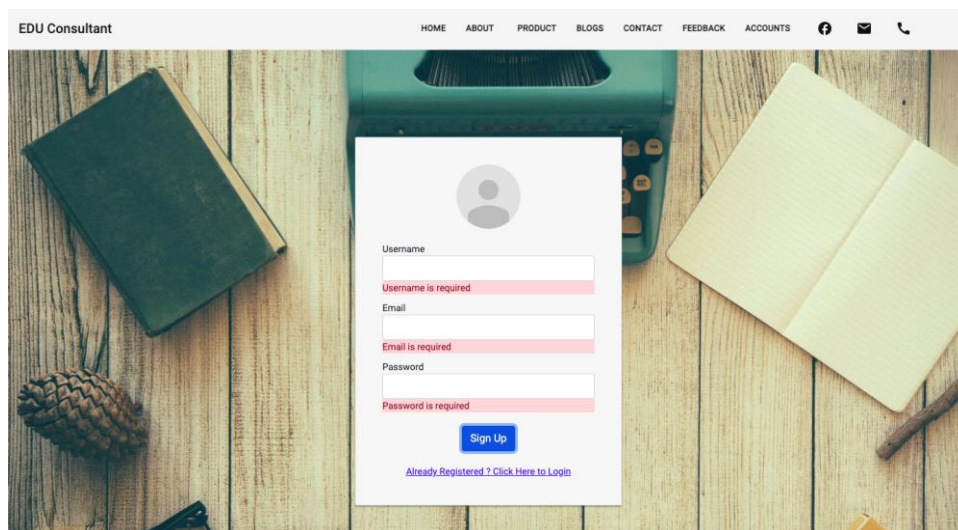 EDU Consultant
HOME ABOUT PRODUCT BLOGS CONTACT FEEDBACK ACCOUNTS
Username
Username is required
Email
Email is required
Password
Password is required
Sign Up
Already Registered ? Click Here to Login